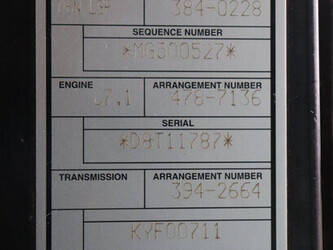 384-0228
SEQUENCE NUMBER
*MG300527*
ENGINE ARRANGEMENT NUMBER
C7.1 478-7136
SERIAL
*D8T11787*
TRANSMISSION ARRANGEMENT NUMBER
394-2664
KYF00711